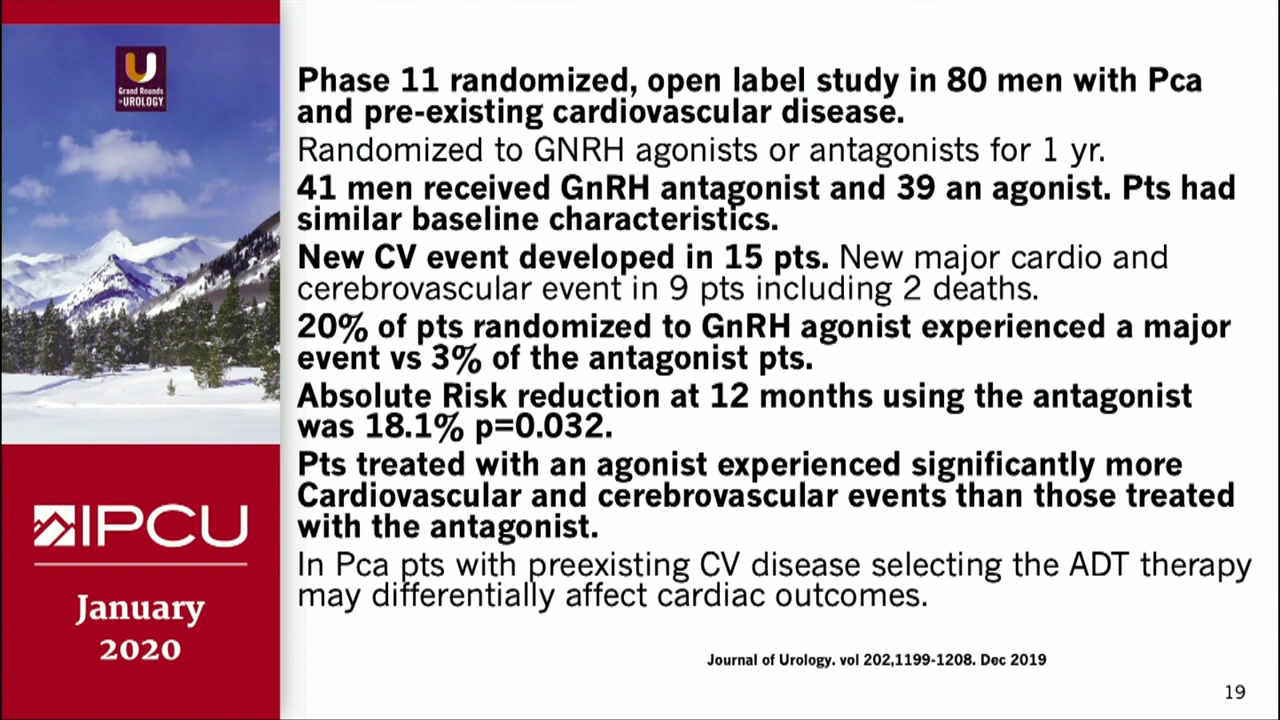 Grand Rounds
in UROLOGY
Phase 11 randomized, open label study in 80 men with Pca
and pre-existing cardiovascular disease.
Randomized to GNRH agonists or antagonists for 1 yr.
41 men received GnRH antagonist and 39 an agonist. Pts had
similar baseline characteristics.
New CV event developed in 15 pts. New major cardio and
cerebrovascular event in 9 pts including 2 deaths.
20% of pts randomized to GnRH agonist experienced a major
event vs 3% of the antagonist pts.
Absolute Risk reduction at 12 months using the antagonist
was 18.1% p=0.032.
Pts treated with an agonist experienced significantly more
Cardiovascular and cerebrovascular events than those treated
with the antagonist.
In Pca pts with preexisting CV disease selecting the ADT therapy
may differentially affect cardiac outcomes.
IPCU
January
2020
Journal of Urology. vol 202,1199-1208. Dec 2019
19